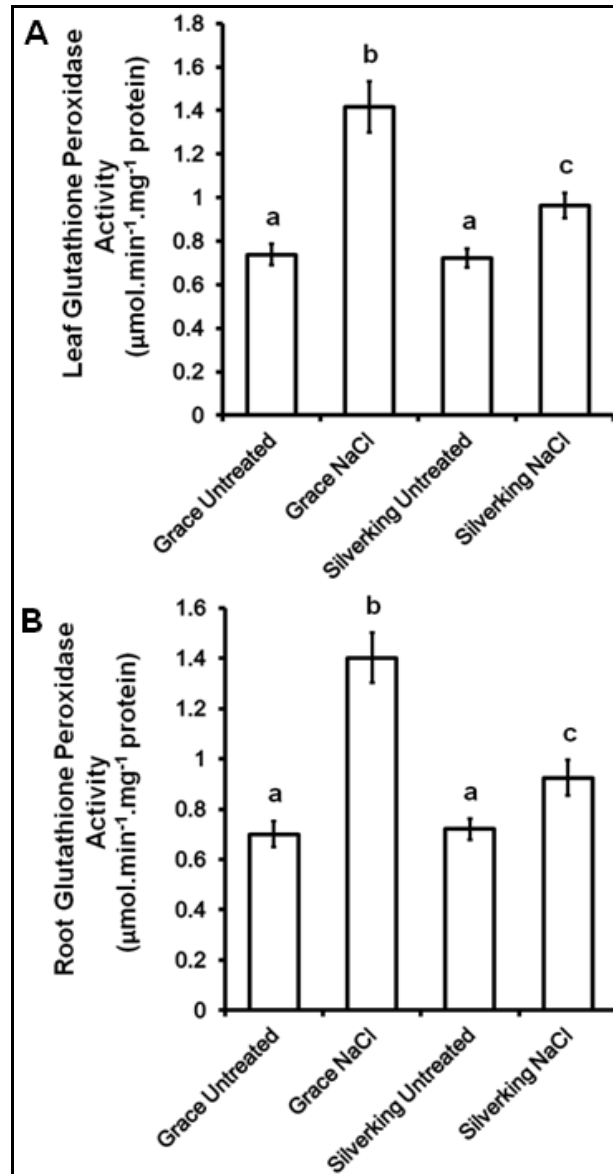 A
Leaf Glutathione Peroxidase
Activity
(µmol.min⁻¹.mg⁻¹ protein)
1.8
1.6
1.4
1.2
1
0.8
0.6
0.4
0.2
0
a
b
a
c
Grace Untreated
Grace NaCl
Silverking Untreated
Silverking NaCl
B
Root Glutathione Peroxidase
Activity
(µmol.min⁻¹.mg⁻¹ protein)
1.6
1.4
1.2
1
0.8
0.6
0.4
0.2
0
a
b
a
c
Grace Untreated
Grace NaCl
Silverking Untreated
Silverking NaCl